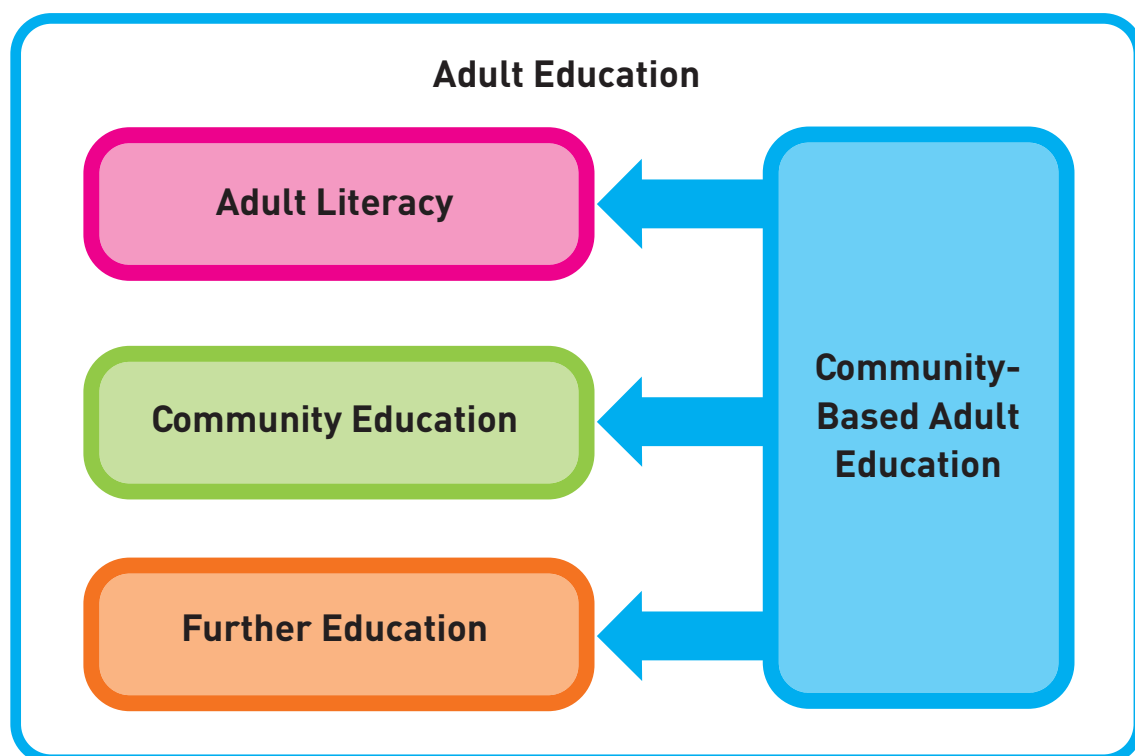 Adult Education
Adult Literacy
Community Education
Further Education
Community-
Based Adult
Education